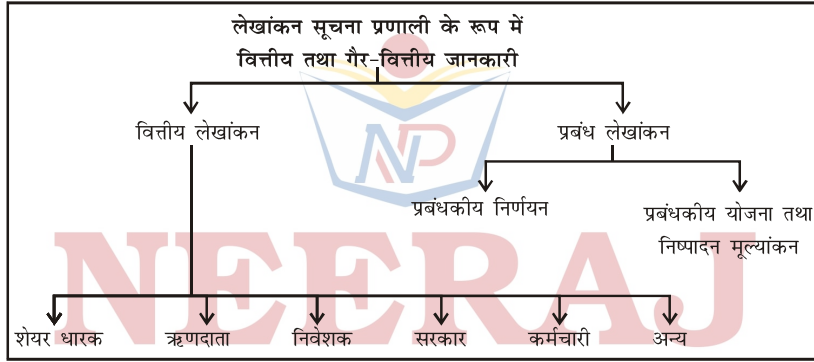 लेखांकन सूचना प्रणाली के रूप में
वित्तीय तथा गैर-वित्तीय जानकारी
वित्तीय लेखांकन
प्रबंध लेखांकन
प्रबंधकीय निर्णयन
प्रबंधकीय योजना तथा
निष्पादन मूल्यांकन
NP
NEERAJ
शेयर धारक
ऋणदाता
निवेशक
सरकार
कर्मचारी
अन्य